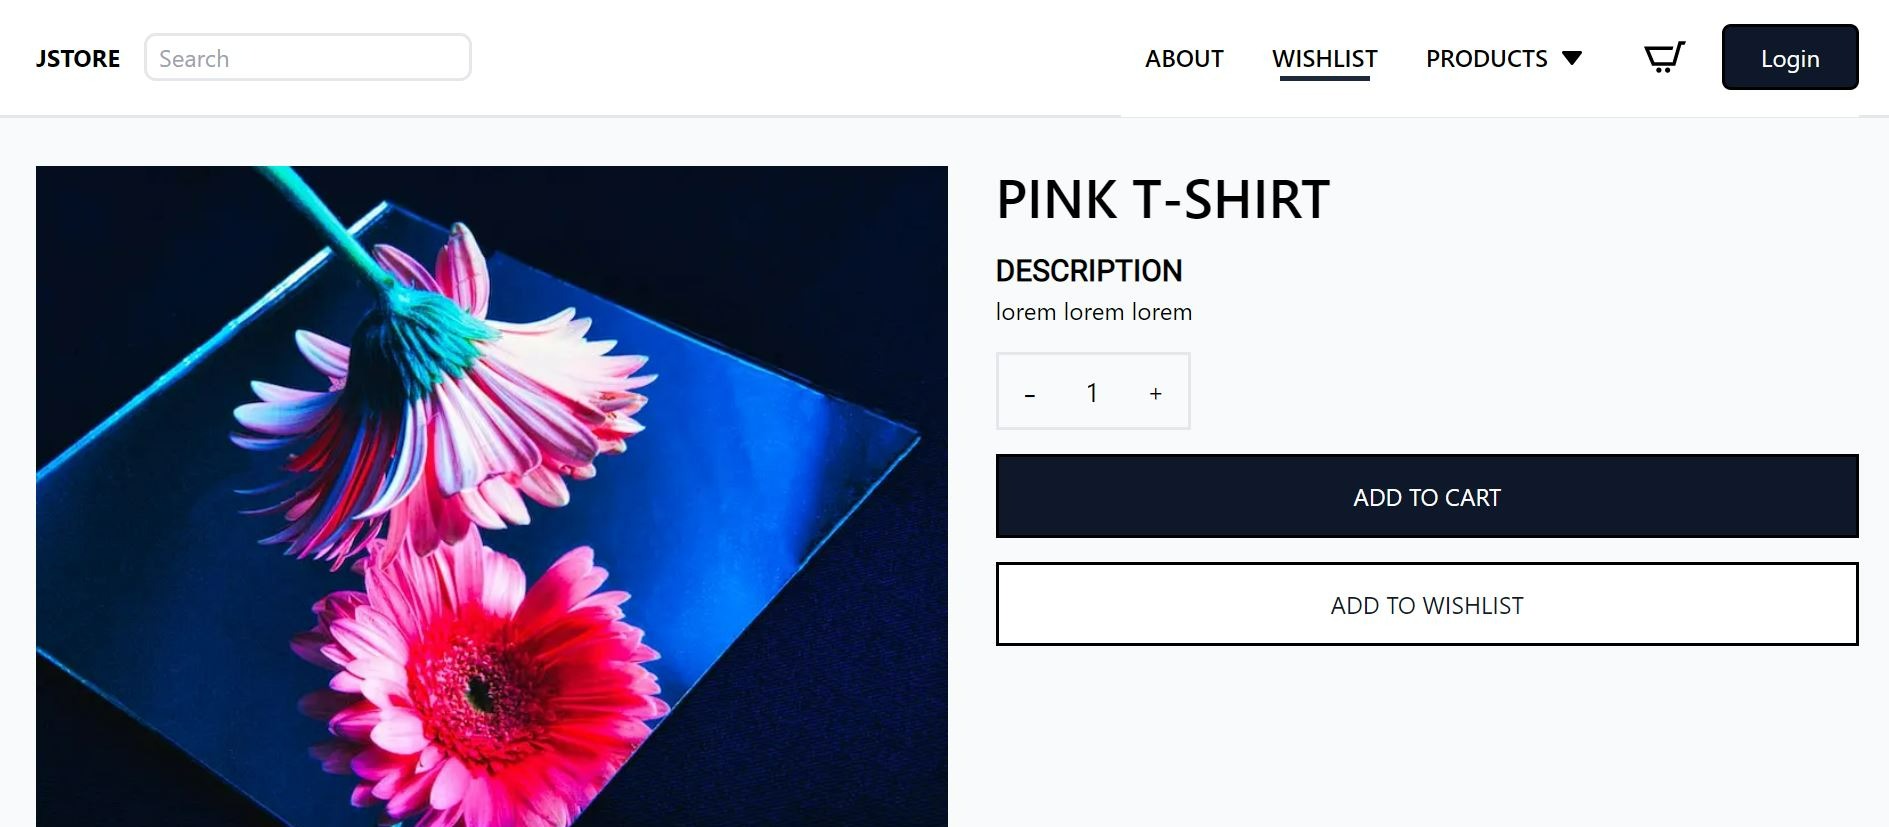 JSTORE
Search
ABOUT
WISHLIST
PRODUCTS
Login
PINK T-SHIRT
DESCRIPTION
lorem lorem lorem
- 1 +
ADD TO CART
ADD TO WISHLIST